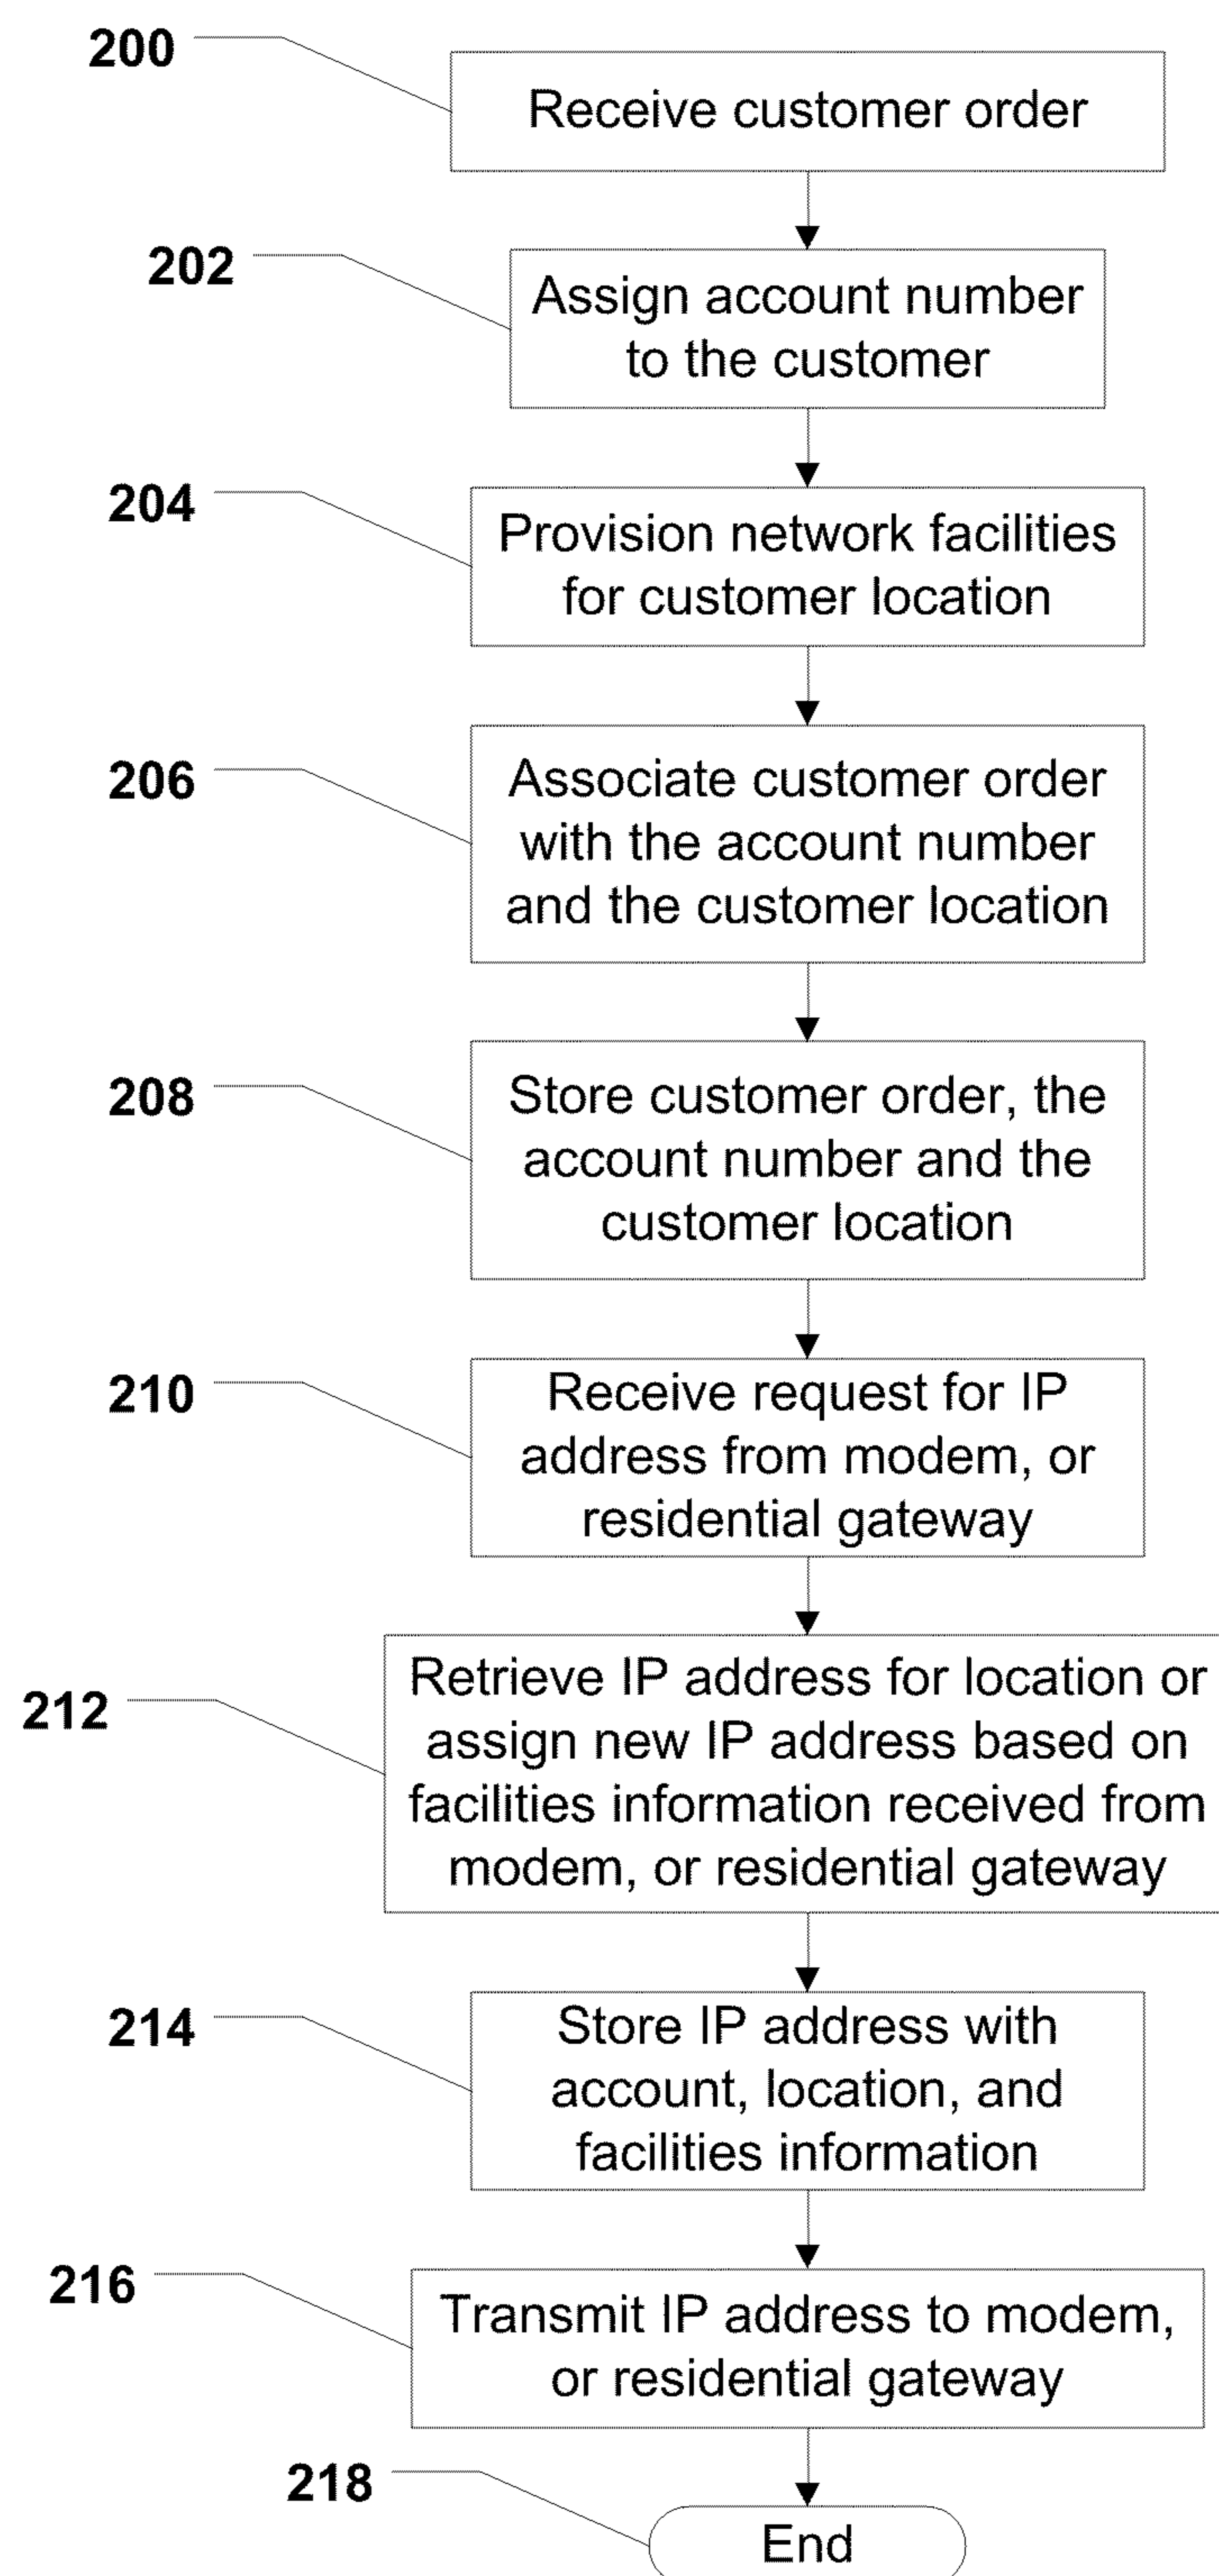 200
Receive customer order
202
Assign account number
to the customer
204
Provision network facilities
for customer location
206
Associate customer order
with the account number
and the customer location
208
Store customer order, the
account number and the
customer location
210
Receive request for IP
address from modem, or
residential gateway
212
Retrieve IP address for location or
assign new IP address based on
facilities information received from
modem, or residential gateway
214
Store IP address with
account, location, and
facilities information
216
Transmit IP address to modem,
or residential gateway
218
End